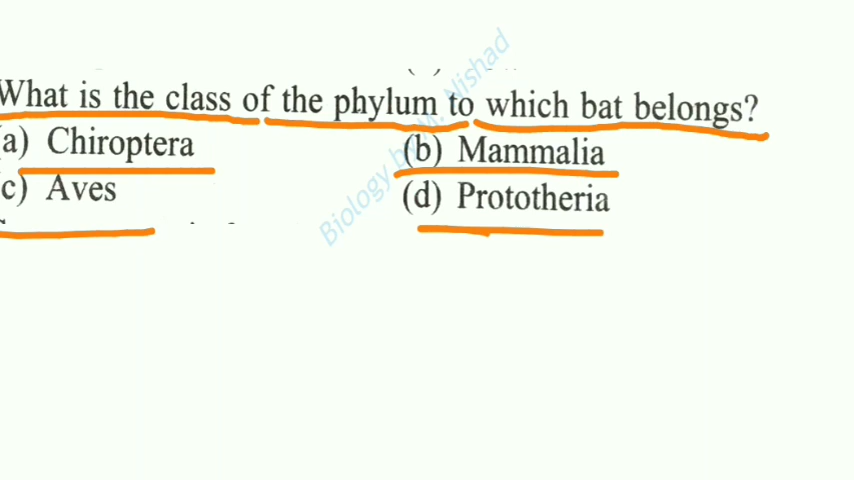 What is the class of the phylum to which bat belongs?
(a) Chiroptera (b) Mammalia
(c) Aves (d) Prototheria
Biology by M. Nishad